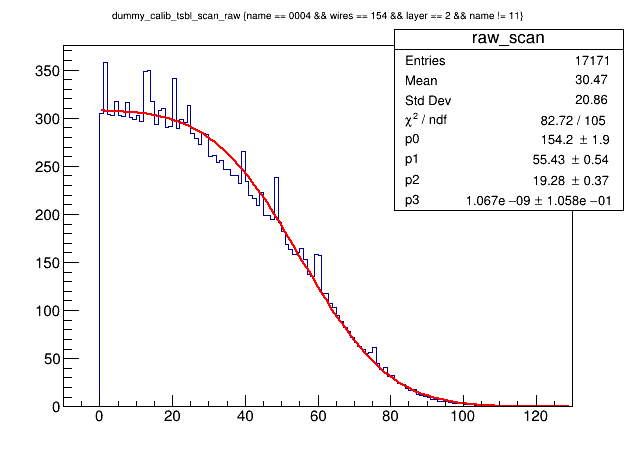 dummy_calib_tsbl_scan_raw {name == 0004 && wires == 154 && layer == 2 && name != 11}
raw_scan
Entries 17171
Mean 30.47
Std Dev 20.86
χ² / ndf 82.72 / 105
p0 154.2 ± 1.9
p1 55.43 ± 0.54
p2 19.28 ± 0.37
p3 1.067e −09 ± 1.058e −01
350
300
250
200
150
100
50
0
0 20 40 60 80 100 120